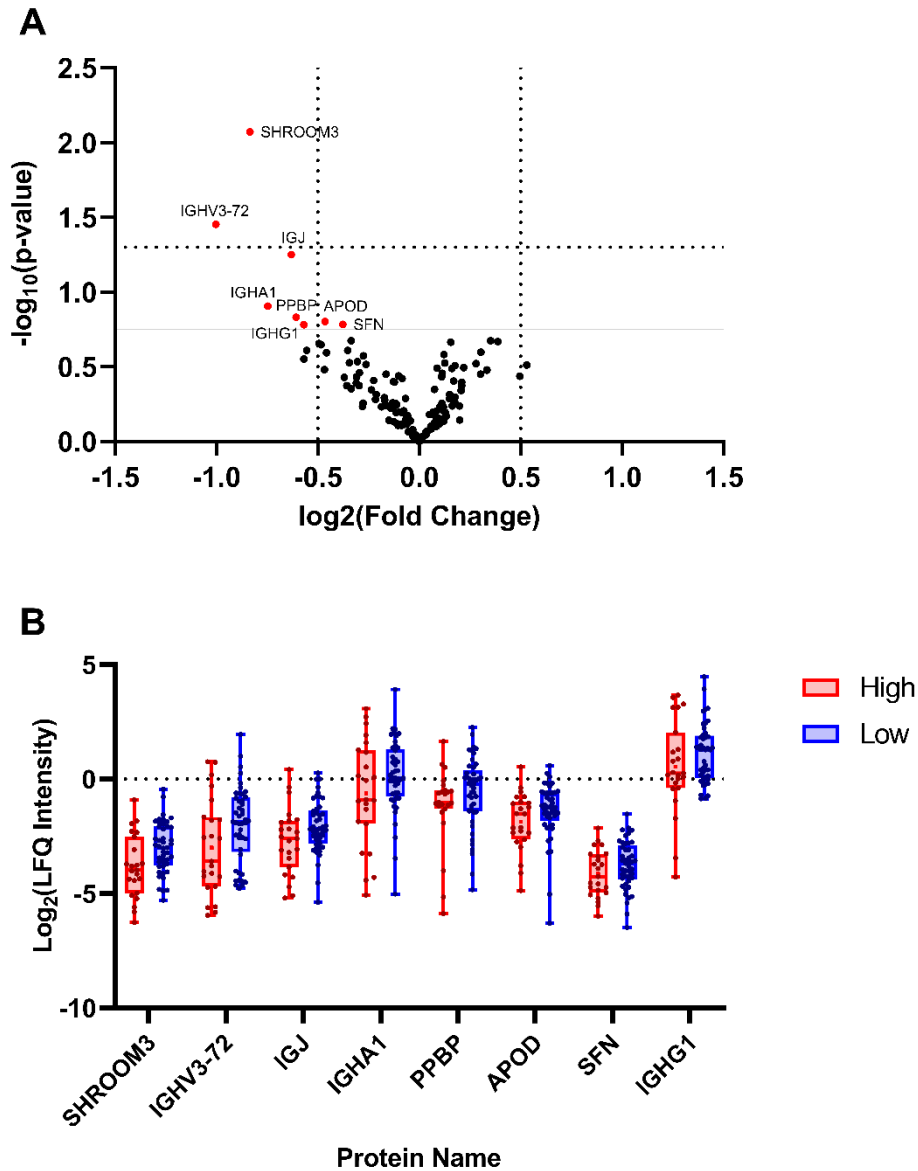 A
2.5
2.0
1.5
1.0
0.5
0.0
-log10(p-value)
SHROOM3
IGHV3-72
IGJ
IGHA1
PPBP
APOD
IGHG1
SFN
-1.5 -1.0 -0.5 0.0 0.5 1.0 1.5
log2(Fold Change)
B
5
0
-5
-10
Log2(LFQ Intensity)
High
Low
SHROOM3 IGHV3-72 IGJ IGHA1 PPBP APOD SFN IGHG1
Protein Name